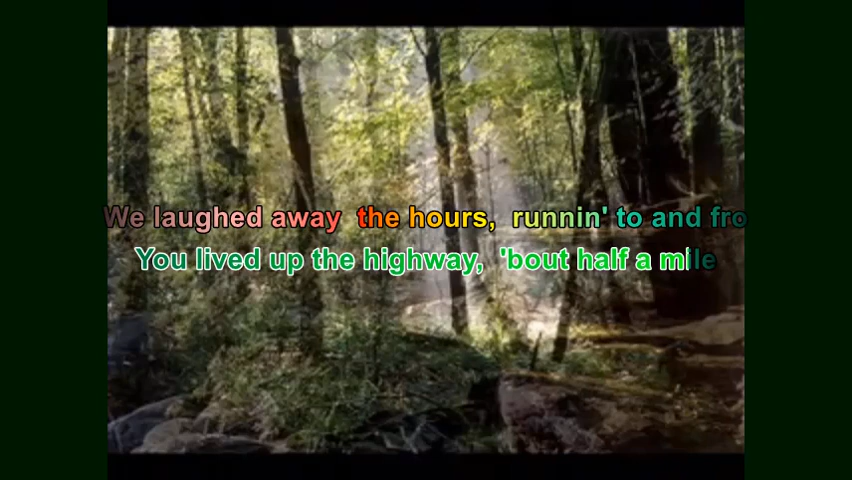 We laughed away the hours, runnin' to and fro
You lived up the highway, 'bout half a mile